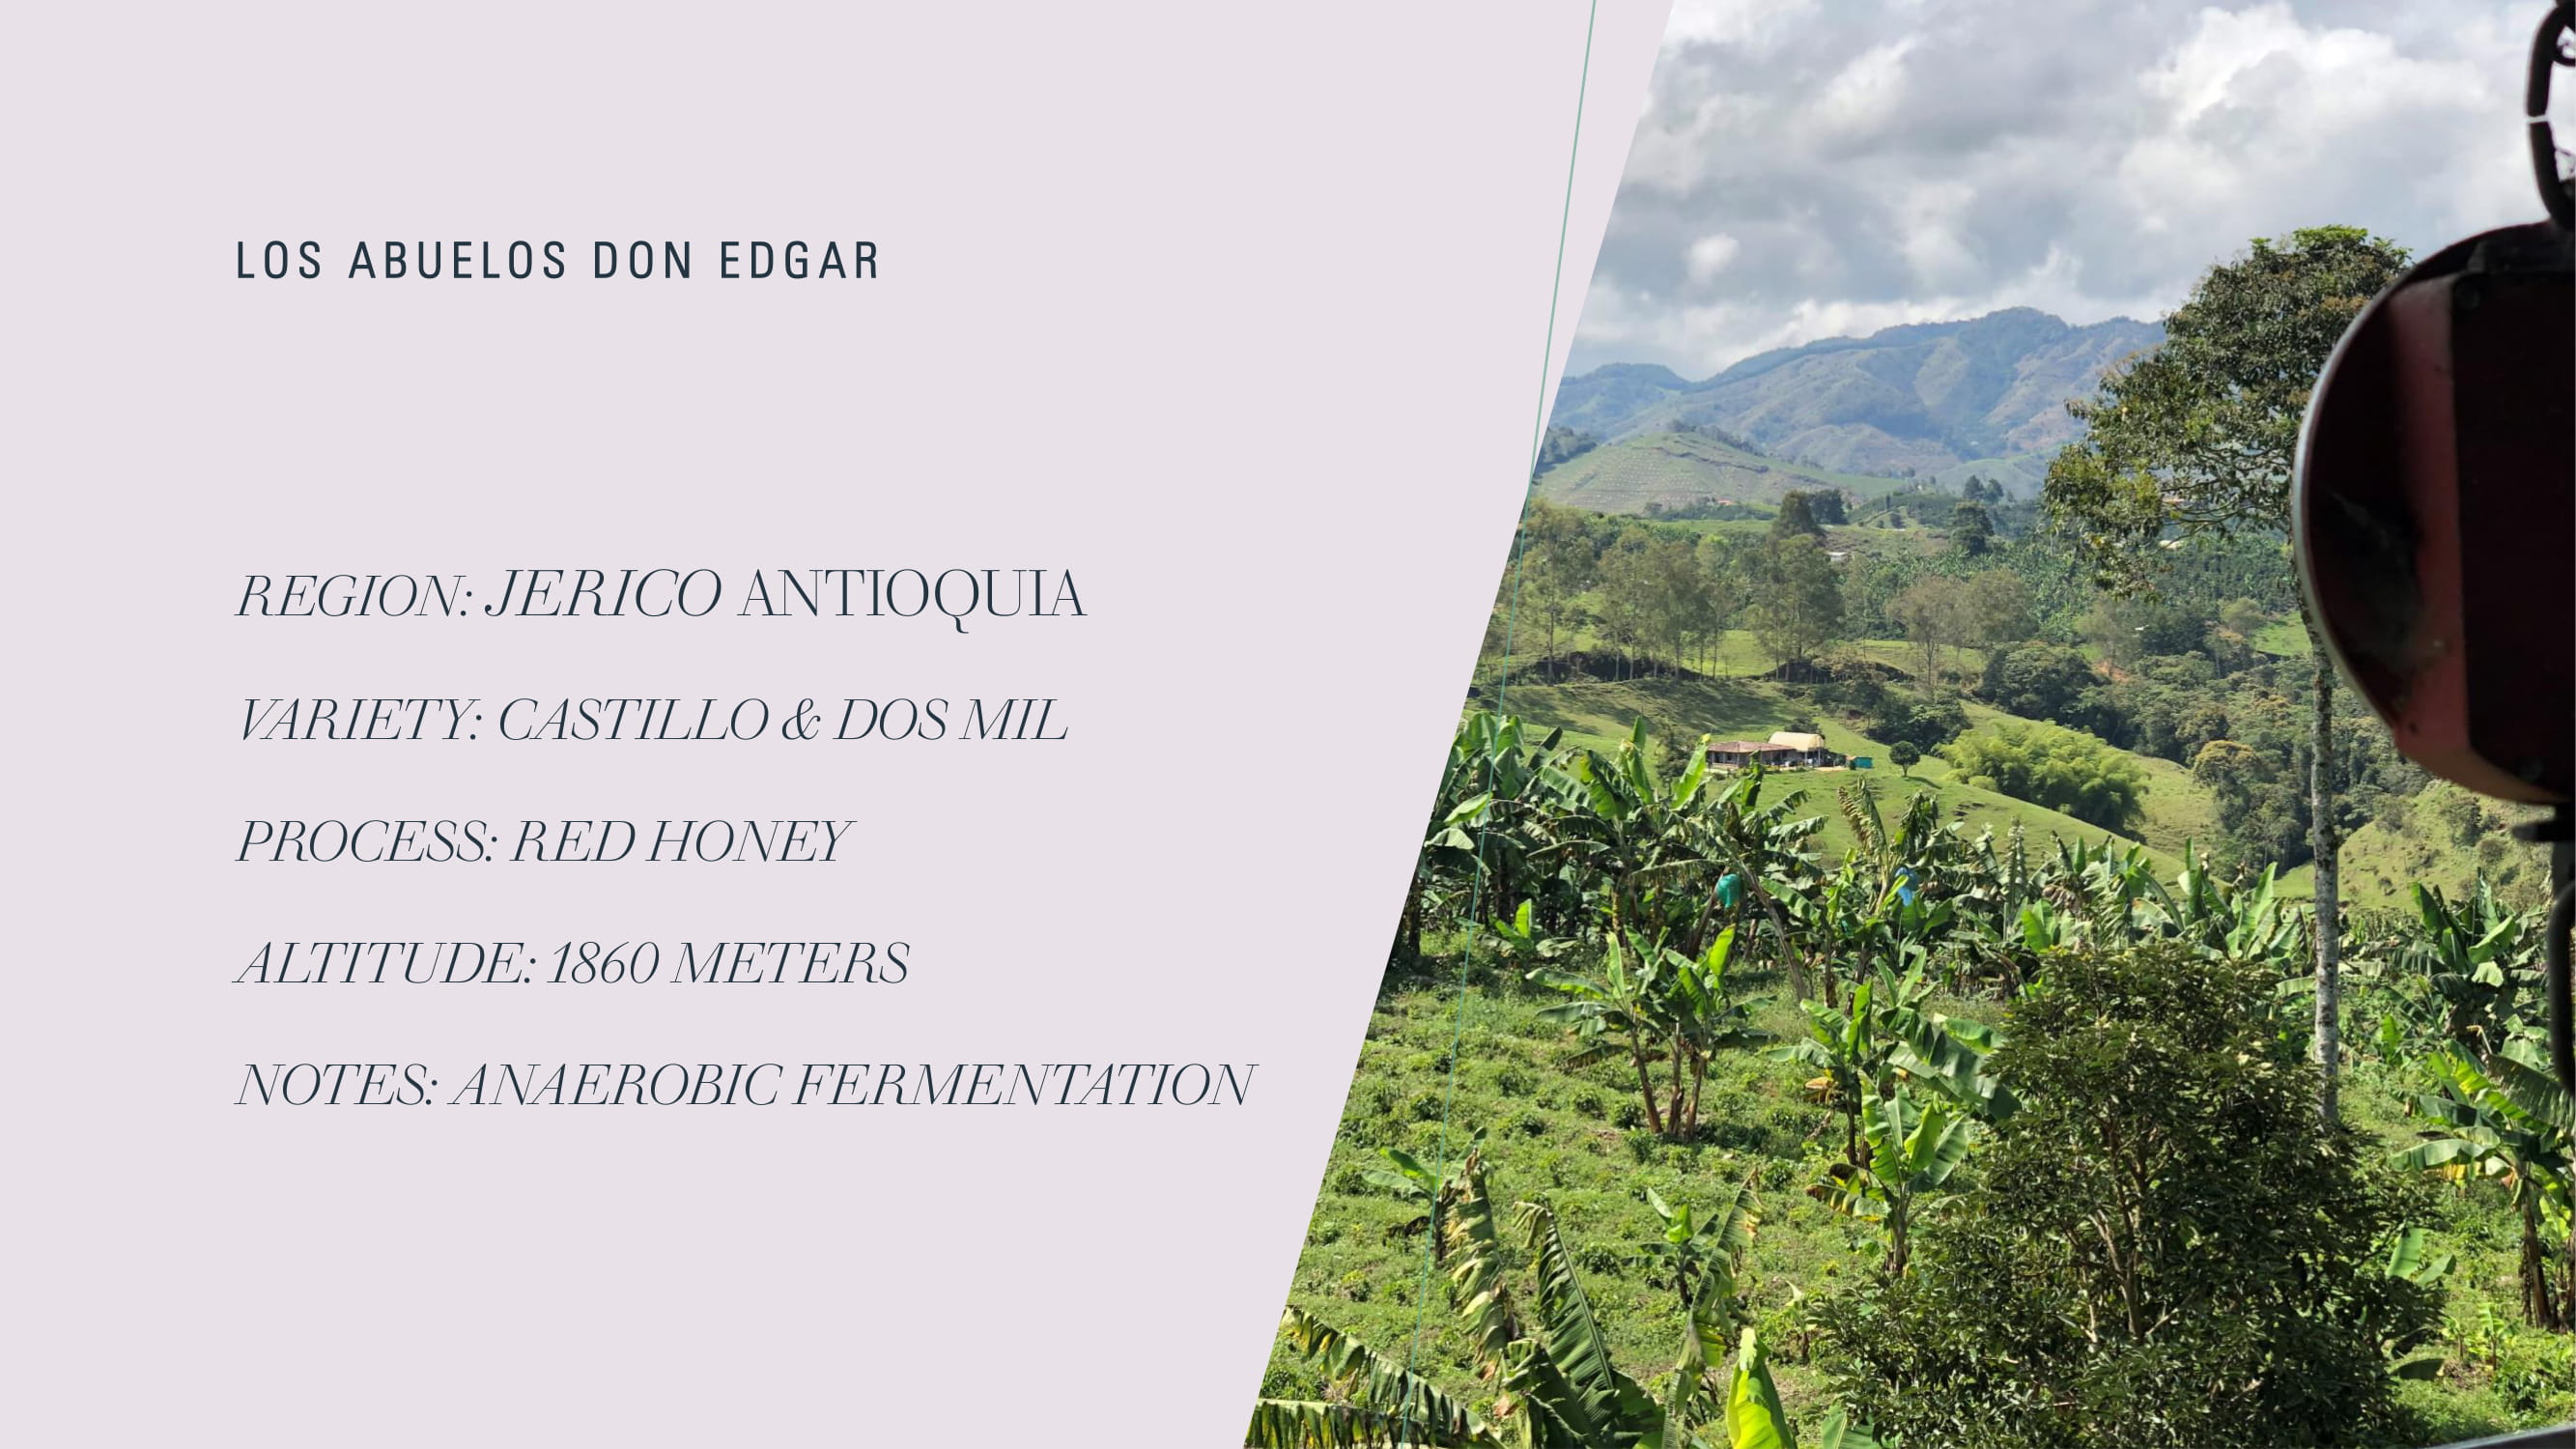 LOS ABUELOS DON EDGAR
REGION: JERICO ANTIOQUIA
VARIETY: CASTILLO & DOS MIL
PROCESS: RED HONEY
ALTITUDE: 1860 METERS
NOTES: ANAEROBIC FERMENTATION